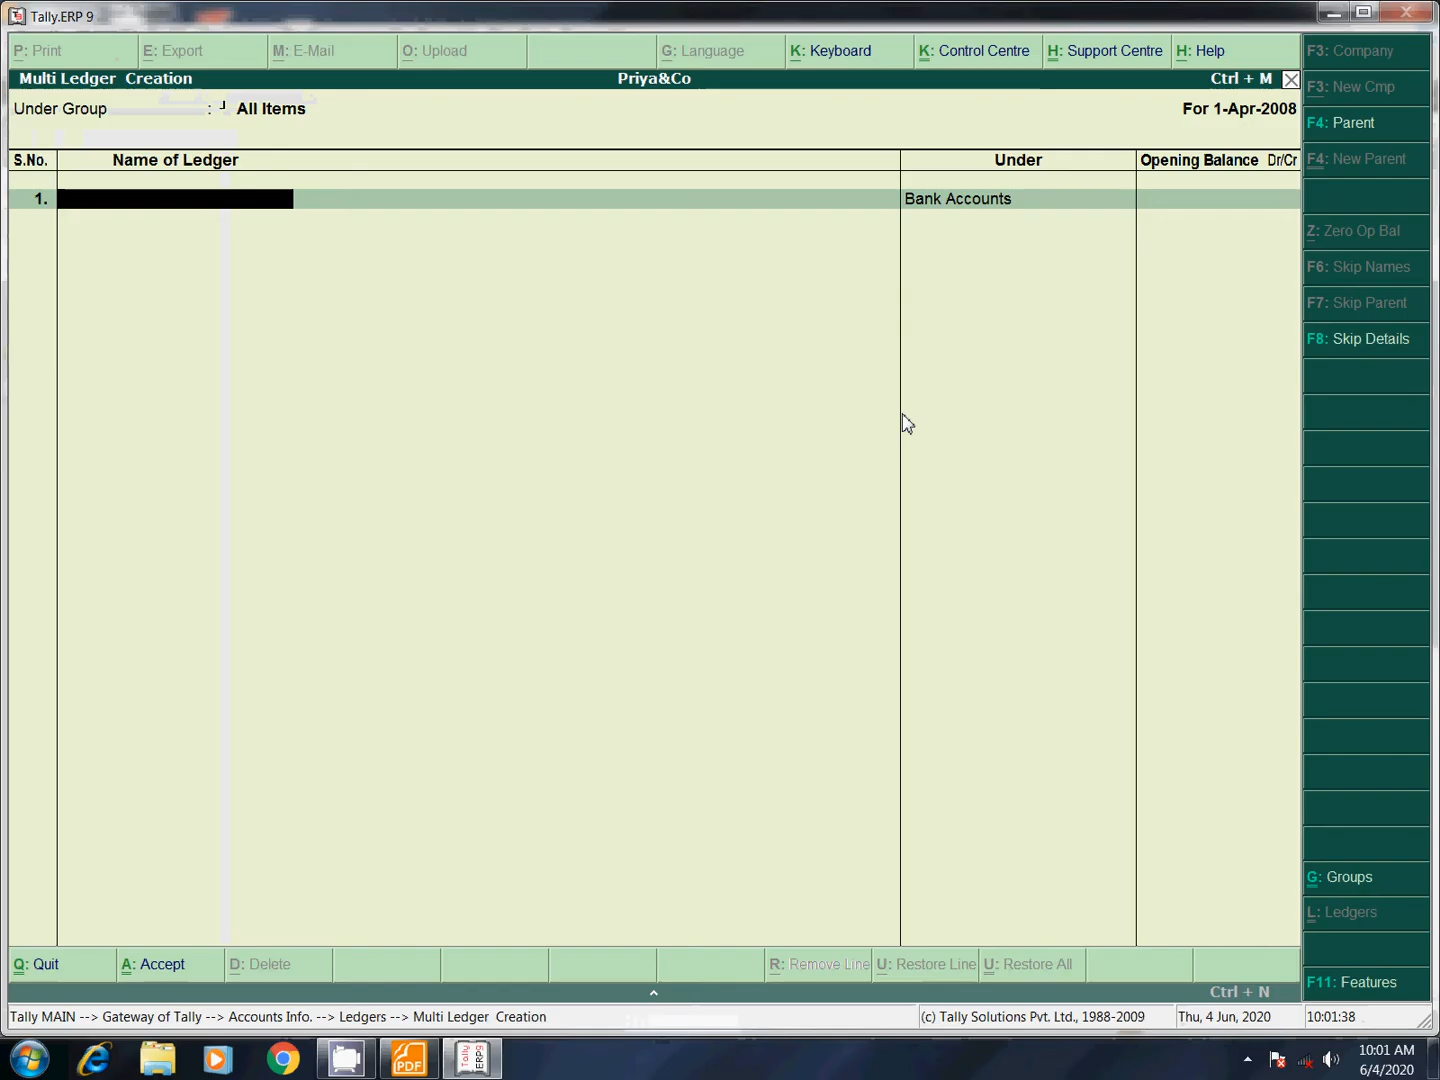 Tally.ERP 9
P: Print E: Export M: E-Mail O: Upload G: Language K: Keyboard K: Control Centre H: Support Centre H: Help
F3: Company
Multi Ledger Creation Priya&Co Ctrl + M
F3: New Cmp
Under Group : ┘ All Items For 1-Apr-2008
F4: Parent
S.No. Name of Ledger Under Opening Balance Dr/Cr
F4: New Parent
1. Bank Accounts
Z: Zero Op Bal
F6: Skip Names
F7: Skip Parent
F8: Skip Details
G: Groups
L: Ledgers
Q: Quit A: Accept D: Delete R: Remove Line U: Restore Line U: Restore All
F11: Features
Ctrl + N
Tally MAIN --> Gateway of Tally --> Accounts Info. --> Ledgers --> Multi Ledger Creation (c) Tally Solutions Pvt. Ltd., 1988-2009 Thu, 4 Jun, 2020 10:01:38
PDF
Tally ERP9
10:01 AM
6/4/2020